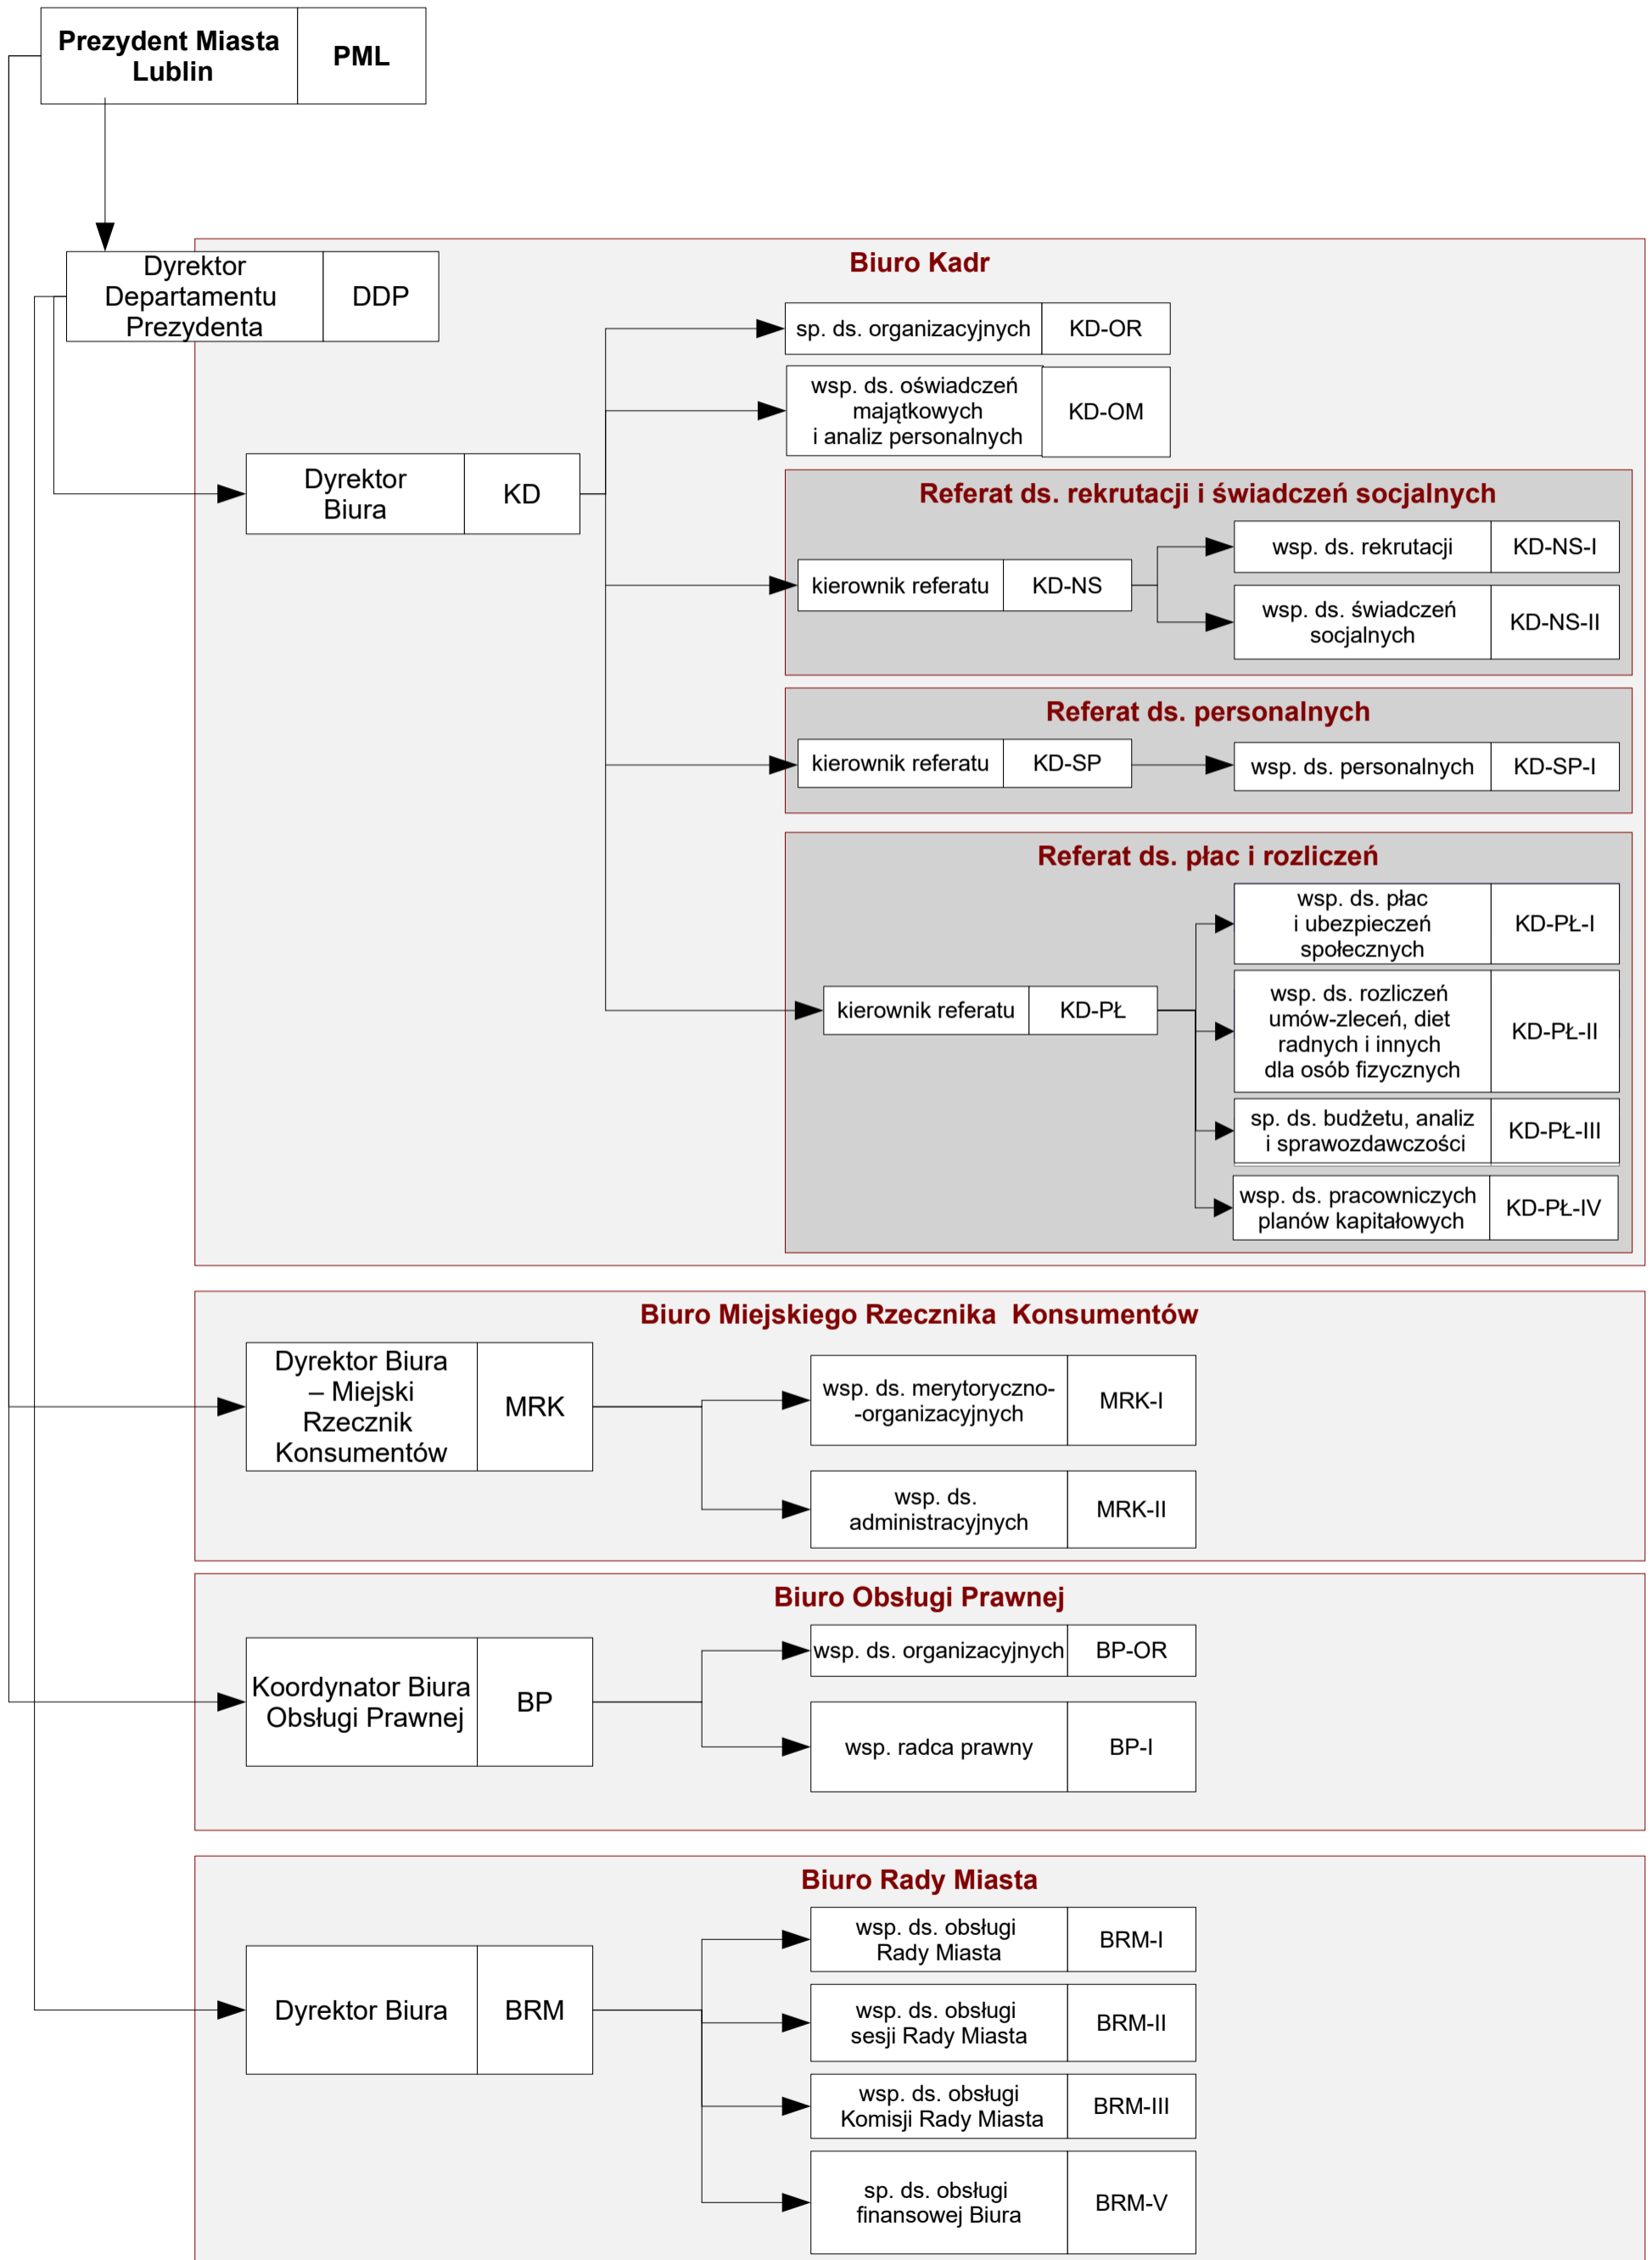 Prezydent Miasta
Lublin
PML
Dyrektor
Departamentu
Prezydenta
DDP
Biuro Kadr
sp. ds. organizacyjnych
KD-OR
wsp. ds. oświadczeń
majątkowych
i analiz personalnych
KD-OM
Dyrektor
Biura
KD
Referat ds. rekrutacji i świadczeń socjalnych
kierownik referatu
KD-NS
wsp. ds. rekrutacji
KD-NS-I
wsp. ds. świadczeń
socjalnych
KD-NS-II
Referat ds. personalnych
kierownik referatu
KD-SP
wsp. ds. personalnych
KD-SP-I
Referat ds. płac i rozliczeń
kierownik referatu
KD-PŁ
wsp. ds. płac
i ubezpieczeń
społecznych
KD-PŁ-I
wsp. ds. rozliczeń
umów-zleceń, diet
radnych i innych
dla osób fizycznych
KD-PŁ-II
sp. ds. budżetu, analiz
i sprawozdawczości
KD-PŁ-III
wsp. ds. pracowniczych
planów kapitałowych
KD-PŁ-IV
Biuro Miejskiego Rzecznika  Konsumentów
Dyrektor Biura
– Miejski
Rzecznik
Konsumentów
MRK
wsp. ds. merytoryczno-
-organizacyjnych
MRK-I
wsp. ds.
administracyjnych
MRK-II
Biuro Obsługi Prawnej
Koordynator Biura
Obsługi Prawnej
BP
wsp. ds. organizacyjnych
BP-OR
wsp. radca prawny
BP-I
Biuro Rady Miasta
Dyrektor Biura
BRM
wsp. ds. obsługi
Rady Miasta
BRM-I
wsp. ds. obsługi
sesji Rady Miasta
BRM-II
wsp. ds. obsługi
Komisji Rady Miasta
BRM-III
sp. ds. obsługi
finansowej Biura
BRM-V